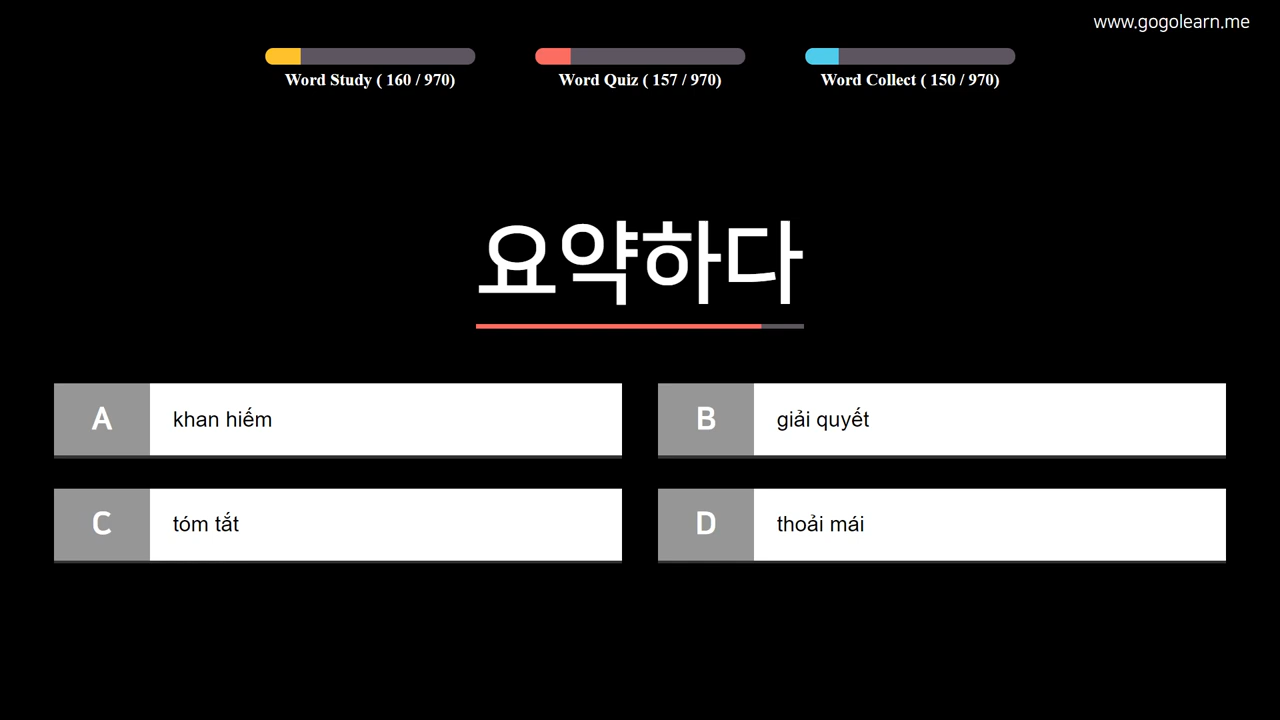 www.gogolearn.me
Word Study ( 160 / 970)
Word Quiz ( 157 / 970)
Word Collect ( 150 / 970)
요약하다
A khan hiếm
B giải quyết
C tóm tắt
D thoải mái